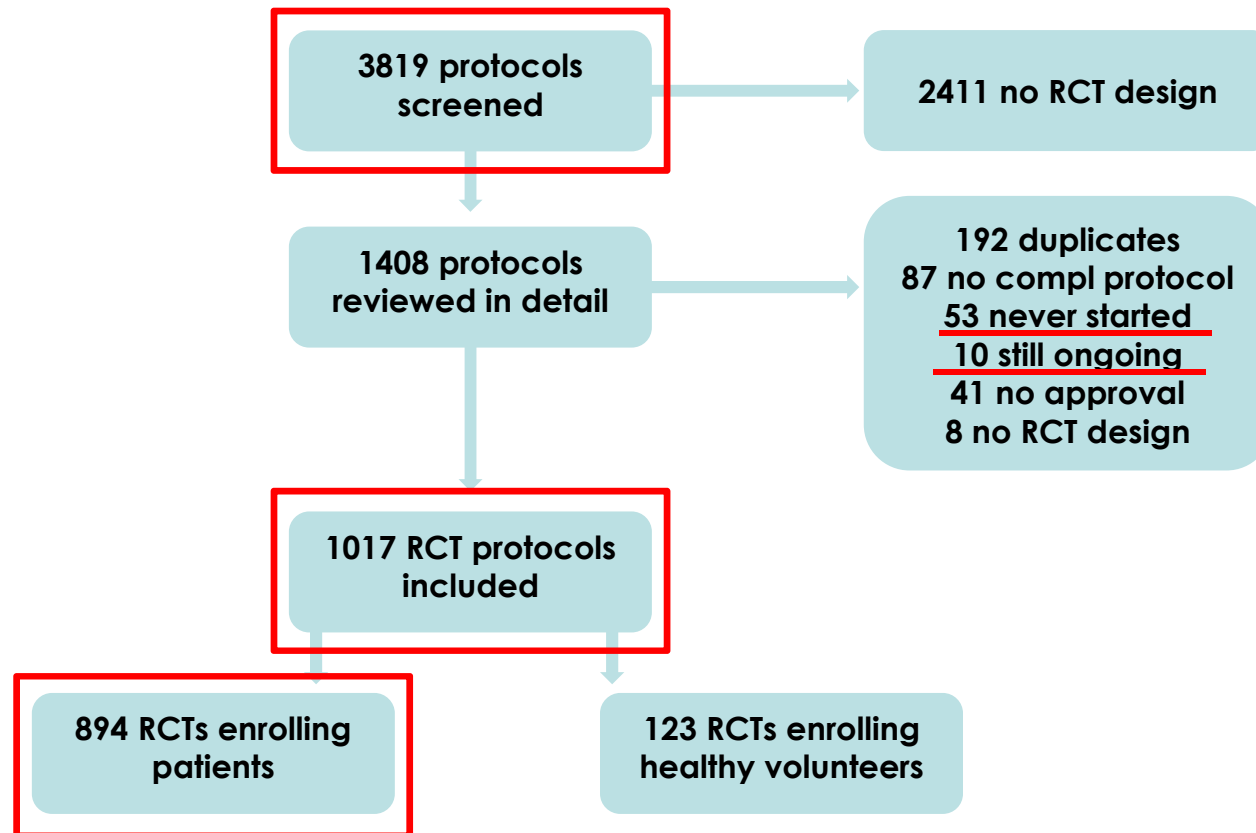 3819 protocols
screened
2411 no RCT design
1408 protocols
reviewed in detail
192 duplicates
87 no compl protocol
53 never started
10 still ongoing
41 no approval
8 no RCT design
1017 RCT protocols
included
894 RCTs enrolling
patients
123 RCTs enrolling
healthy volunteers